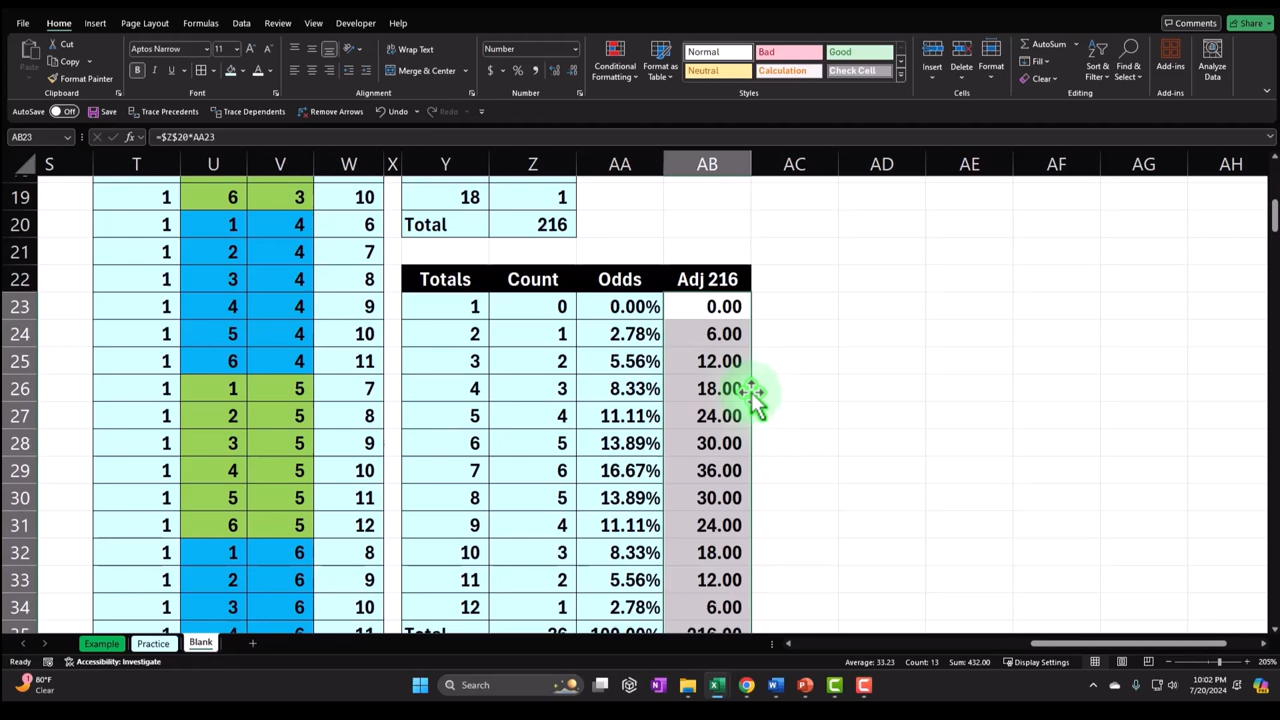 File Home Insert Page Layout Formulas Data Review View Developer Help Comments Share
Cut Aptos Narrow 11 Wrap Text Number Normal Bad Good AutoSum
Copy Conditional Formatting Format as Table Insert Delete Format Fill Sort & Filter Find & Select Add-ins Analyze Data
Paste Format Painter B I U Merge & Center $ % Neutral Calculation Check Cell Clear
Clipboard Font Alignment Number Styles Cells Editing Add-ins
AutoSave Off Save Trace Precedents Trace Dependents Remove Arrows Undo Redo
AB23 fx =$Z$20*AA23
S T U V W X Y Z AA AB AC AD AE AF AG AH
19 1 6 3 10 18 1
20 1 1 4 6 Total 216
21 1 2 4 7
22 1 3 4 8 Totals Count Odds Adj 216
23 1 4 4 9 1 0 0.00% 0.00
24 1 5 4 10 2 1 2.78% 6.00
25 1 6 4 11 3 2 5.56% 12.00
26 1 1 5 7 4 3 8.33% 18.00
27 1 2 5 8 5 4 11.11% 24.00
28 1 3 5 9 6 5 13.89% 30.00
29 1 4 5 10 7 6 16.67% 36.00
30 1 5 5 11 8 5 13.89% 30.00
31 1 6 5 12 9 4 11.11% 24.00
32 1 1 6 8 10 3 8.33% 18.00
33 1 2 6 9 11 2 5.56% 12.00
34 1 3 6 10 12 1 2.78% 6.00
35 1 4 6 11 Total 36 100.00% 216.00
Example Practice Blank
Ready Accessibility: Investigate Average: 33.23 Count: 13 Sum: 432.00 Display Settings 205%
80°F
Clear
Search
10:02 PM
7/20/2024